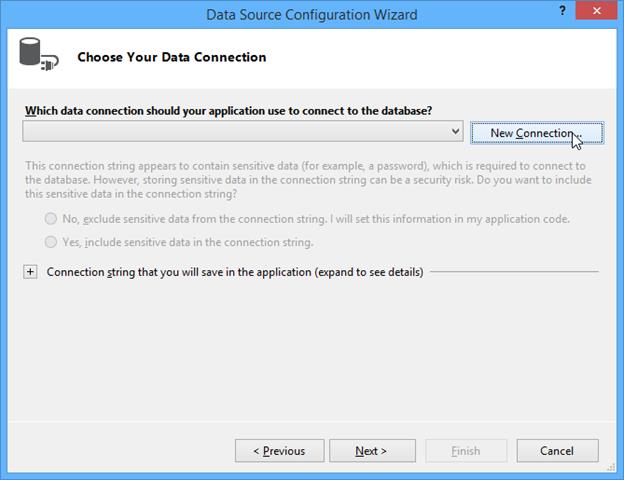 Data Source Configuration Wizard
?
Choose Your Data Connection
Which data connection should your application use to connect to the database?
New Connection...
This connection string appears to contain sensitive data (for example, a password), which is required to connect to
the database. However, storing sensitive data in the connection string can be a security risk. Do you want to include
this sensitive data in the connection string?
No, exclude sensitive data from the connection string. I will set this information in my application code.
Yes, include sensitive data in the connection string.
Connection string that you will save in the application (expand to see details)
< Previous
Next >
Finish
Cancel